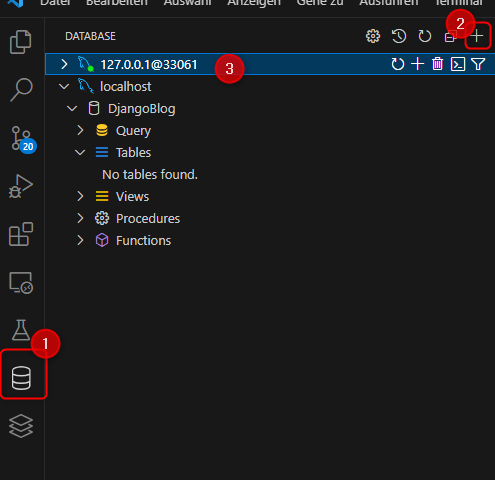 Datei Bearbeiten Auswahl Anzeigen Gehe zu Ausführen Terminal
2
DATABASE
127.0.0.1@33061
3
localhost
DjangoBlog
20
Query
Tables
No tables found.
Views
Procedures
Functions
1